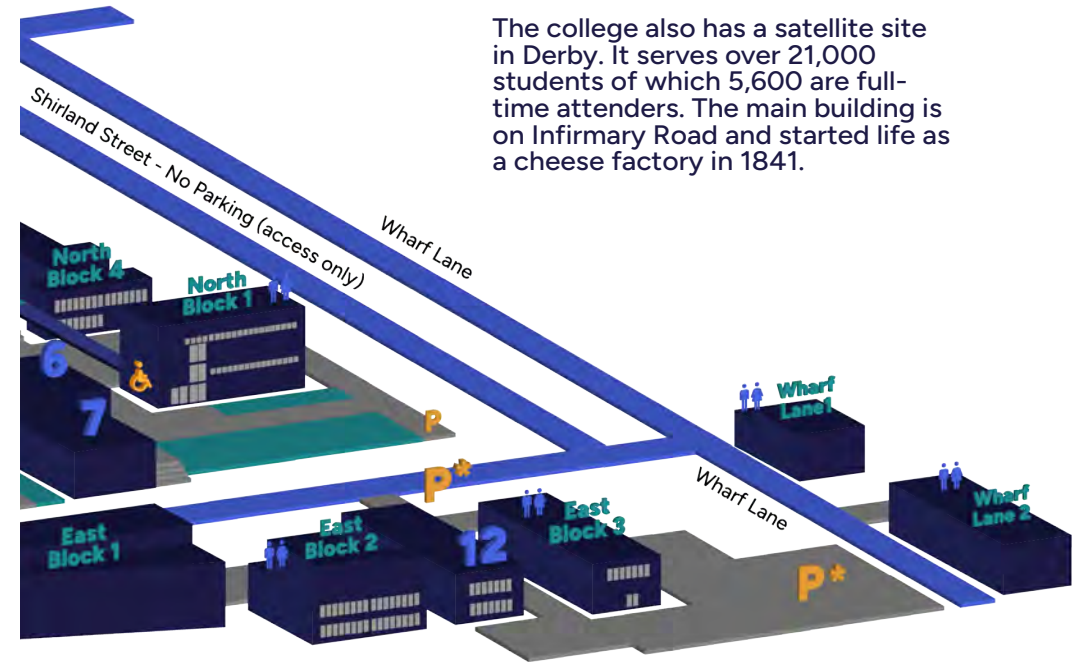 The college also has a satellite site
in Derby. It serves over 21,000
students of which 5,600 are full-
time attenders. The main building is
on Infirmary Road and started life as
a cheese factory in 1841.
Shirland Street - No Parking (access only)
Wharf Lane
North
Block 4
North
Block 1
6
7
P
P*
Wharf
Lane1
Wharf Lane
Wharf
Lane 2
East
Block 1
East
Block 2
12
East
Block 3
P*